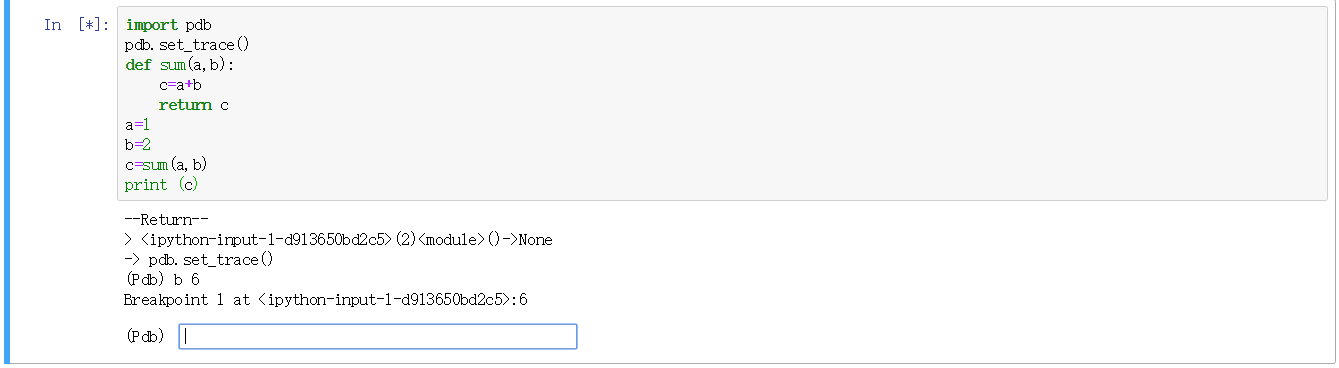 In [*]:
import pdb
pdb.set_trace()
def sum(a,b):
    c=a+b
    return c
a=1
b=2
c=sum(a,b)
print (c)
--Return--
> <ipython-input-1-d913650bd2c5>(2)<module>()->None
-> pdb.set_trace()
(Pdb) b 6
Breakpoint 1 at <ipython-input-1-d913650bd2c5>:6
(Pdb)